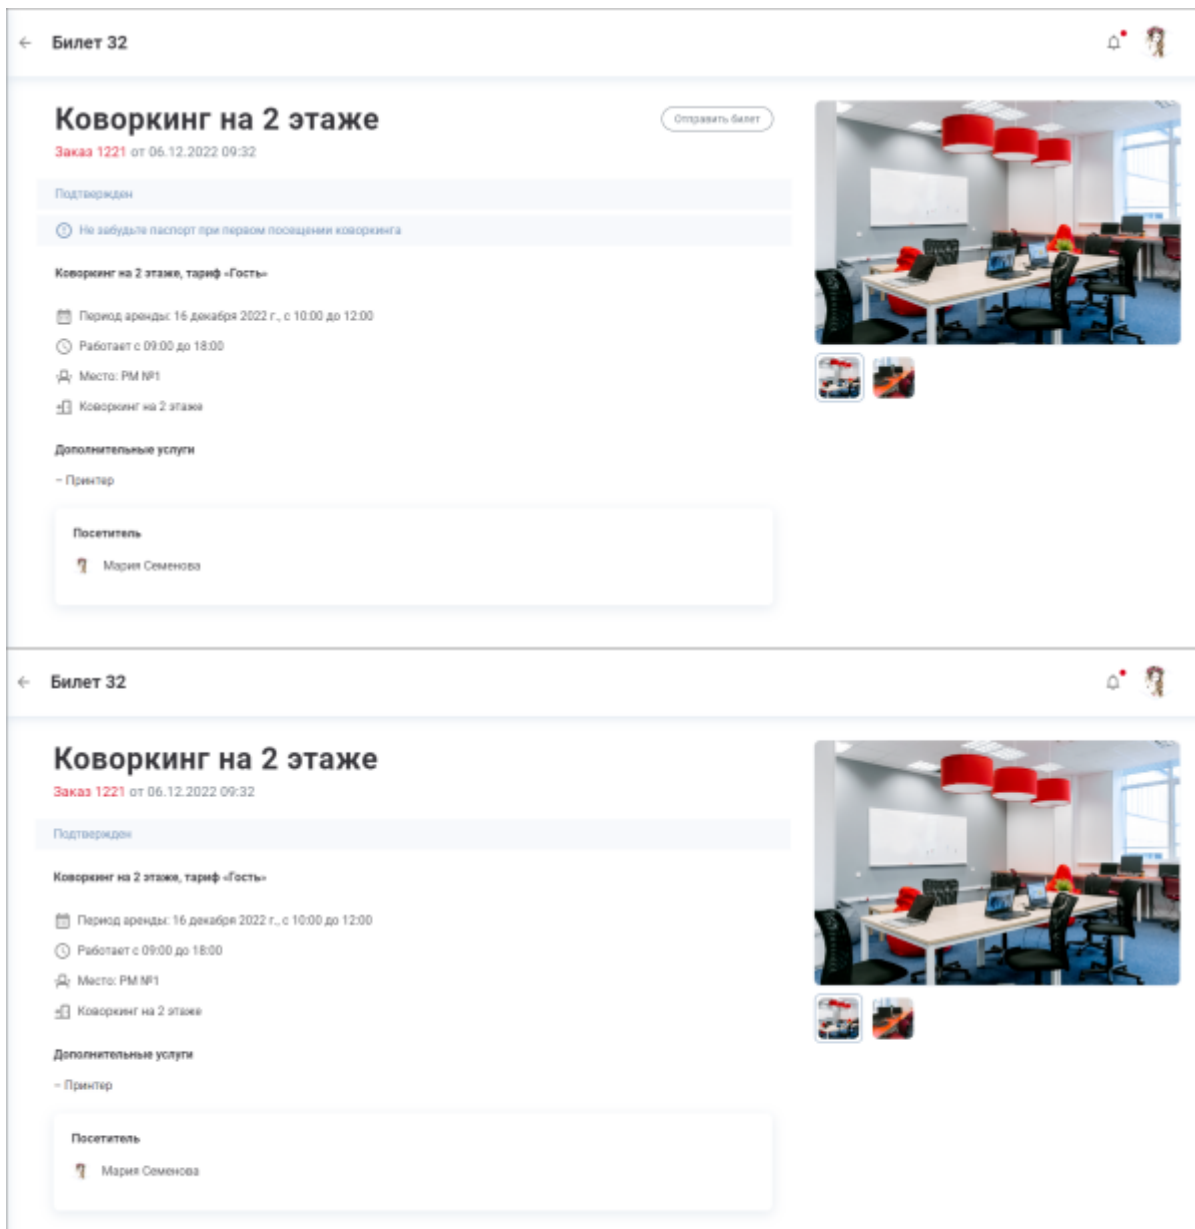 Билет 32
Коворкинг на 2 этаже
Отправить билет
Заказ 1221 от 06.12.2022 09:32
Подтвержден
Не забудьте паспорт при первом посещении коворкинга
Коворкинг на 2 этаже, тариф «Гость»
Период аренды: 16 декабря 2022 г., с 10:00 до 12:00
Работает с 09:00 до 18:00
Место: РМ №1
Коворкинг на 2 этаже
Дополнительные услуги
– Принтер
Посетитель
Мария Семенова
Билет 32
Коворкинг на 2 этаже
Заказ 1221 от 06.12.2022 09:32
Подтвержден
Коворкинг на 2 этаже, тариф «Гость»
Период аренды: 16 декабря 2022 г., с 10:00 до 12:00
Работает с 09:00 до 18:00
Место: РМ №1
Коворкинг на 2 этаже
Дополнительные услуги
– Принтер
Посетитель
Мария Семенова